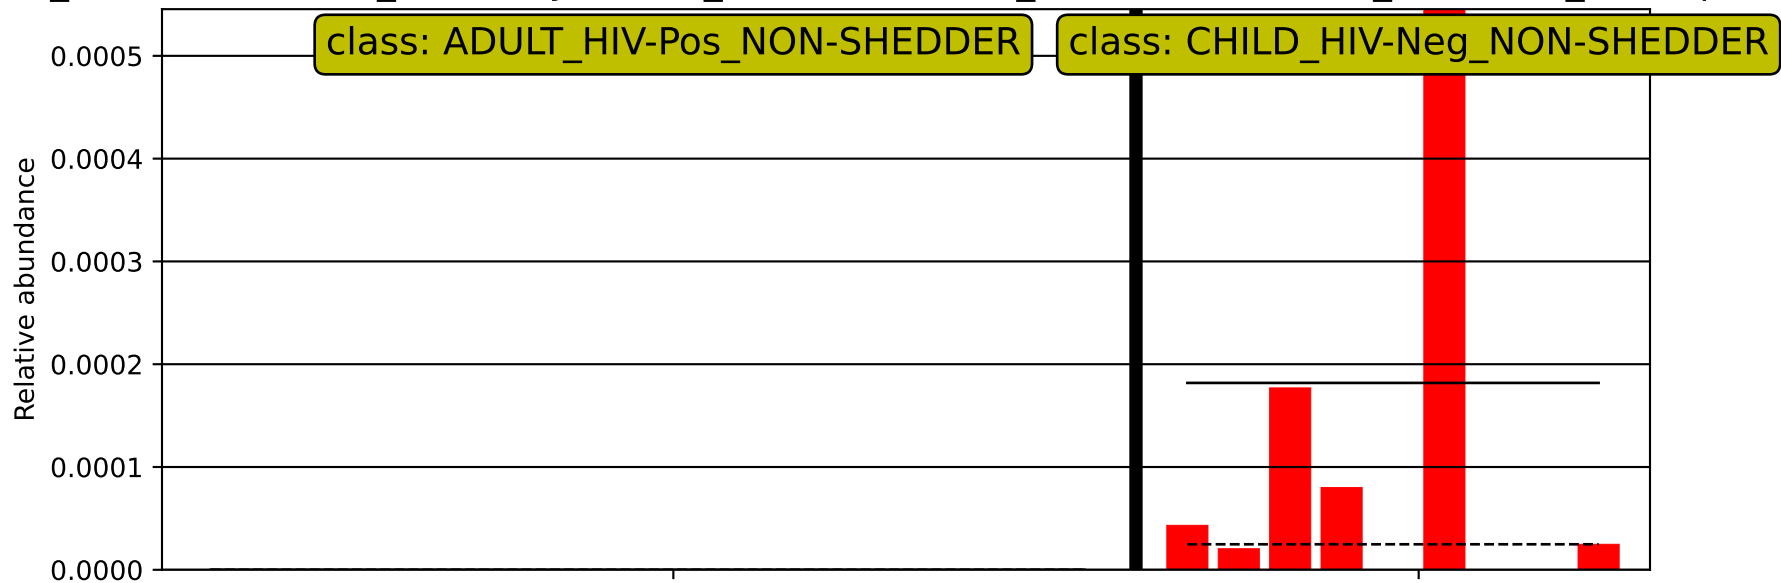 class: ADULT_HIV-Pos_NON-SHEDDER
class: CHILD_HIV-Neg_NON-SHEDDER
0.0005
0.0004
0.0003
0.0002
0.0001
0.0000
Relative abundance